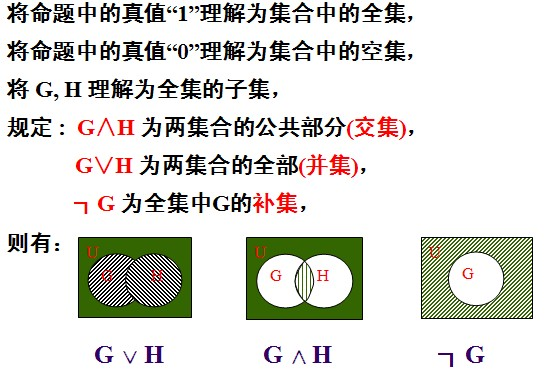 将命题中的真值“1”理解为集合中的全集,
将命题中的真值“0”理解为集合中的空集,
将 G, H 理解为全集的子集,
规定: G∧H 为两集合的公共部分(交集),
G∨H 为两集合的全部(并集),
┓G 为全集中G的补集,
则有:
U G H
U G H
U G
G ∨ H
G ∧ H
┓G